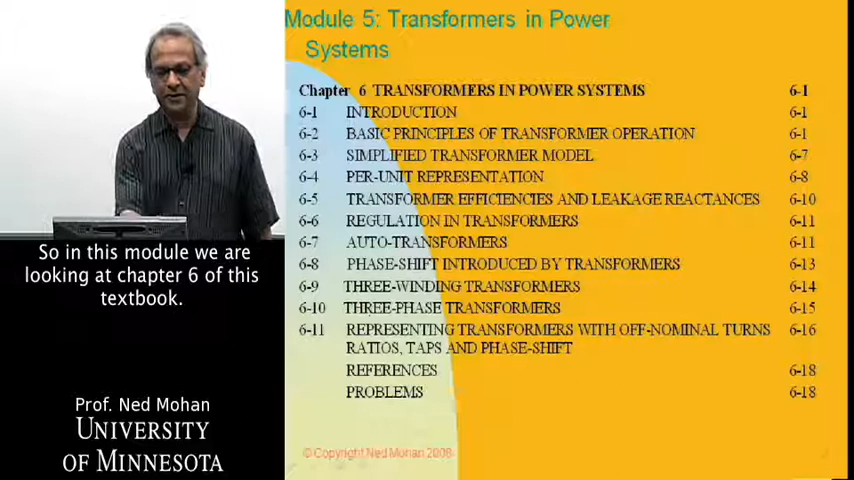 Module 5: Transformers in Power
Systems
Chapter 6 TRANSFORMERS IN POWER SYSTEMS 6-1
6-1 INTRODUCTION 6-1
6-2 BASIC PRINCIPLES OF TRANSFORMER OPERATION 6-1
6-3 SIMPLIFIED TRANSFORMER MODEL 6-7
6-4 PER-UNIT REPRESENTATION 6-8
6-5 TRANSFORMER EFFICIENCIES AND LEAKAGE REACTANCES 6-10
6-6 REGULATION IN TRANSFORMERS 6-11
6-7 AUTO-TRANSFORMERS 6-11
6-8 PHASE-SHIFT INTRODUCED BY TRANSFORMERS 6-13
6-9 THREE-WINDING TRANSFORMERS 6-14
6-10 THREE-PHASE TRANSFORMERS 6-15
6-11 REPRESENTING TRANSFORMERS WITH OFF-NOMINAL TURNS 6-16
RATIOS, TAPS AND PHASE-SHIFT
REFERENCES 6-18
PROBLEMS 6-18
© Copyright Ned Mohan 2008
So in this module we are
looking at chapter 6 of this
textbook.
Prof. Ned Mohan
UNIVERSITY
OF MINNESOTA